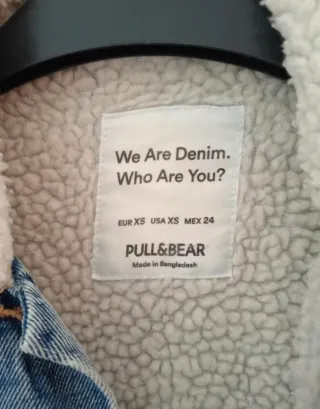 We Are Denim.
Who Are You?
EUR XS USA XS MEX 24
PULL&BEAR
Made in Bangladesh